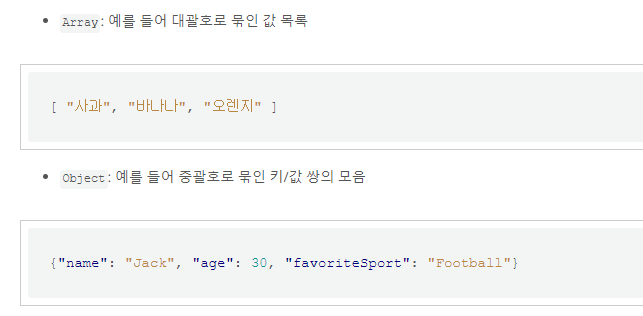 Array: 예를 들어 대괄호로 묶인 값 목록
[ "사과", "바나나", "오렌지" ]
Object: 예를 들어 중괄호로 묶인 키/값 쌍의 모음
{"name": "Jack", "age": 30, "favoriteSport": "Football"}